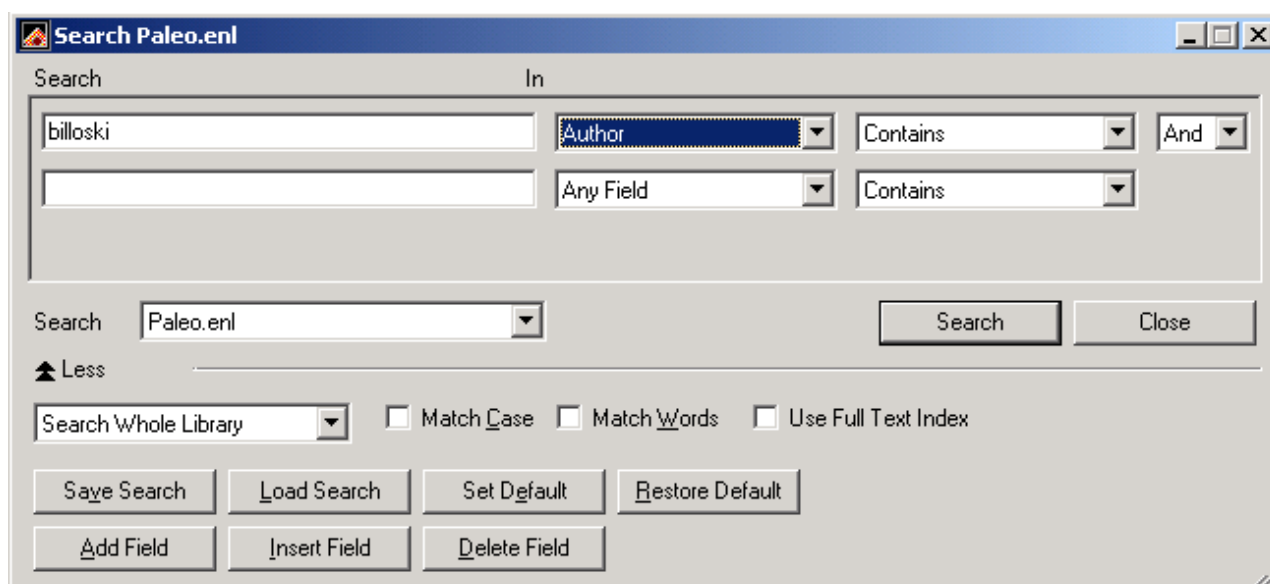 Search Paleo.enl
Search In
billoski Author Contains And
Any Field Contains
Search Paleo.enl Search Close
Less
Search Whole Library Match Case Match Words Use Full Text Index
Save Search Load Search Set Default Restore Default
Add Field Insert Field Delete Field